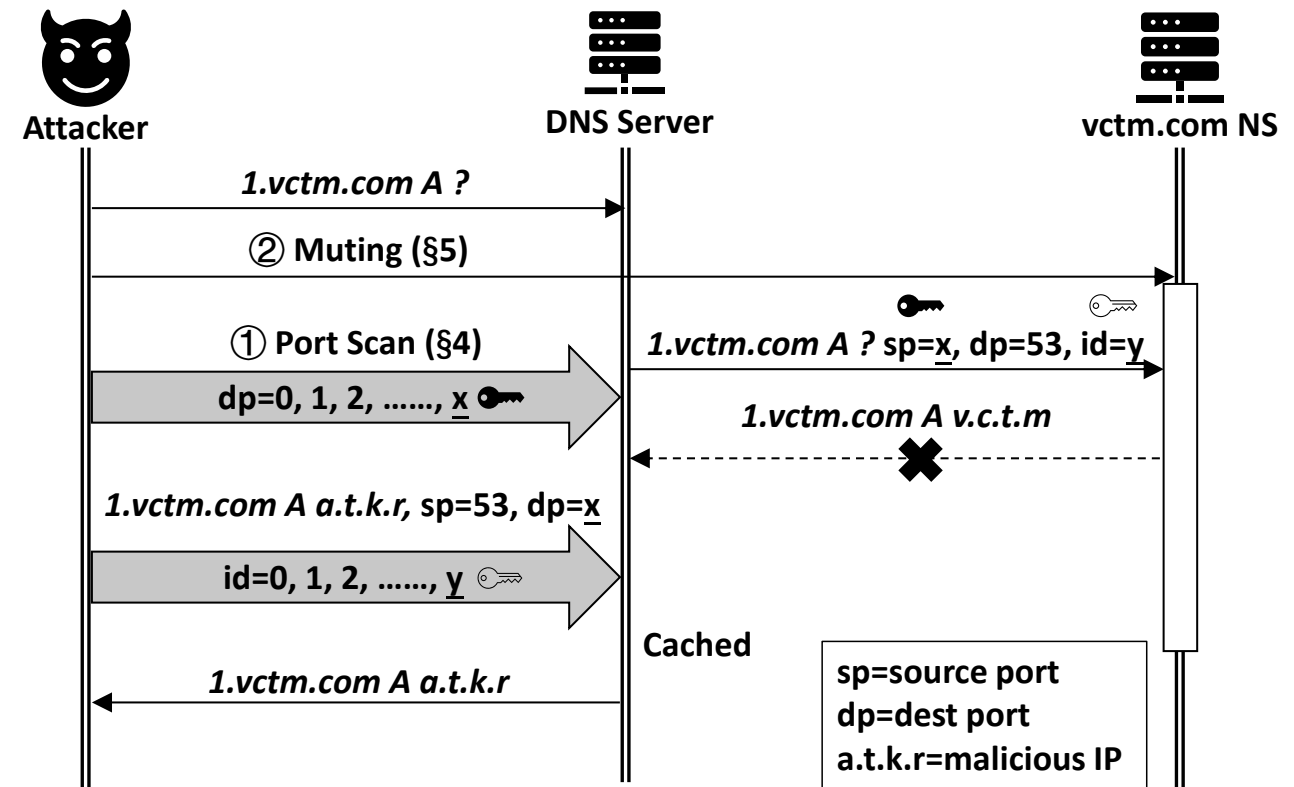 Attacker
DNS Server
vctm.com NS
1.vctm.com A ?
② Muting (§5)
① Port Scan (§4)
1.vctm.com A ? sp=x, dp=53, id=y
dp=0, 1, 2, ……, x
1.vctm.com A v.c.t.m
1.vctm.com A a.t.k.r, sp=53, dp=x
id=0, 1, 2, ……, y
Cached
1.vctm.com A a.t.k.r
sp=source port
dp=dest port
a.t.k.r=malicious IP